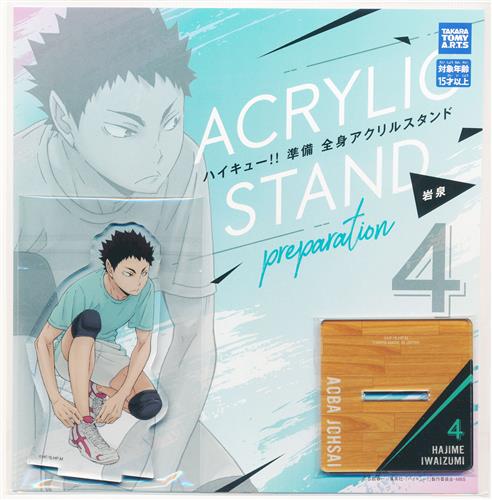 TAKARA
TOMY
A.R.T.S
対象年齢
15才以上
ACRYLIC
ハイキュー!! 準備 全身アクリルスタンド
STAND
岩泉
preparation
4
AOBA JOHSAI
4
HAJIME
IWAIZUMI